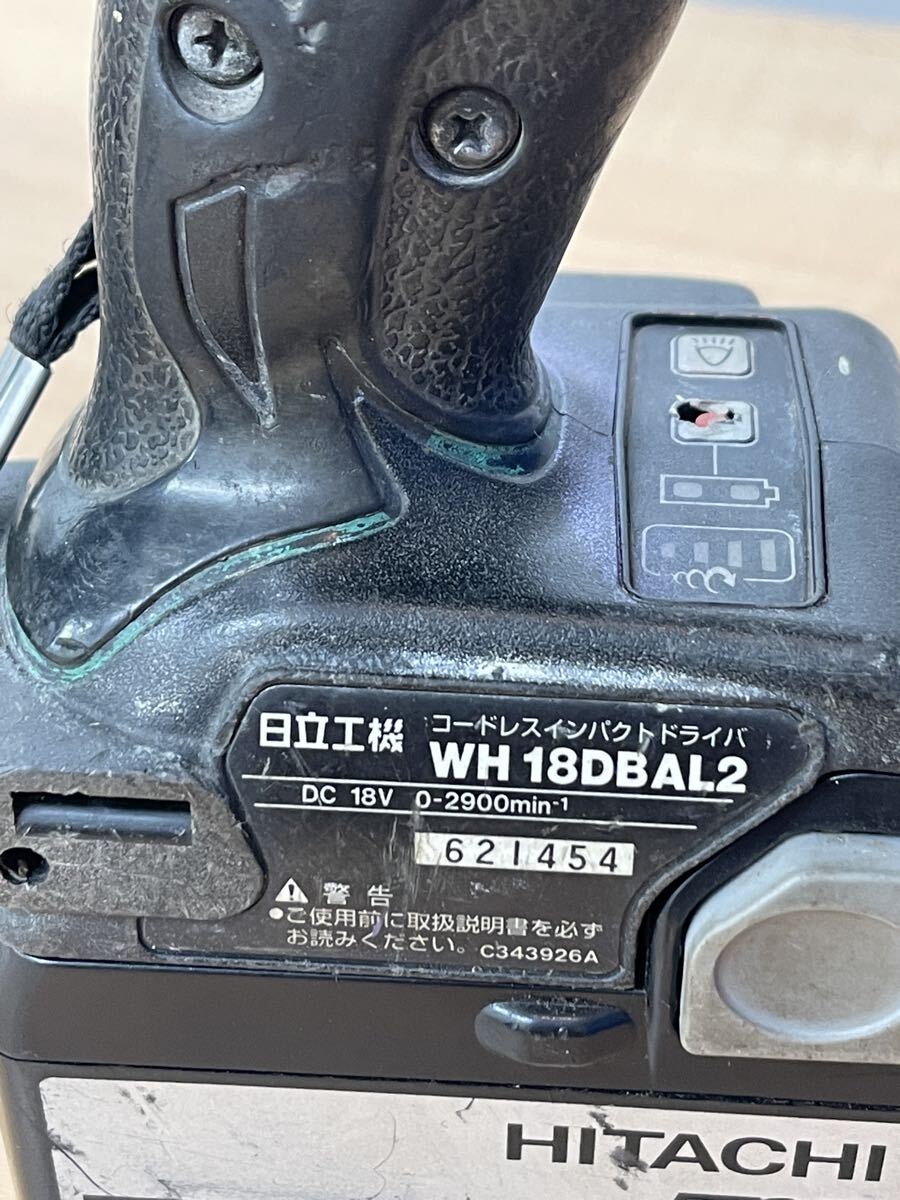 日立工機
コードレスインパクトドライバ
WH 18DBAL2
DC 18V 0-2900min-1
621454
警告
●ご使用前に取扱説明書を必ず
お読みください。 C343926A
HITACHI